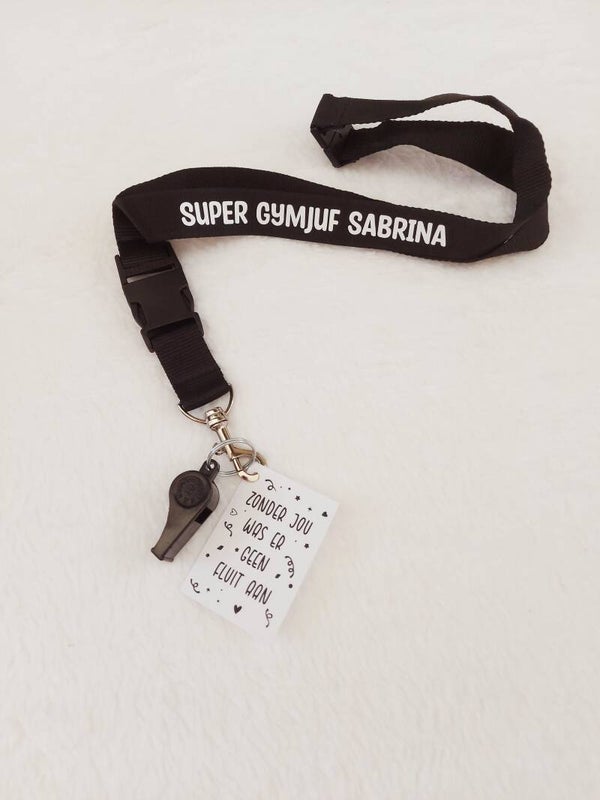 SUPER GYMJUF SABRINA
ZONDER JOU
WAS ER
GEEN
FLUIT AAN